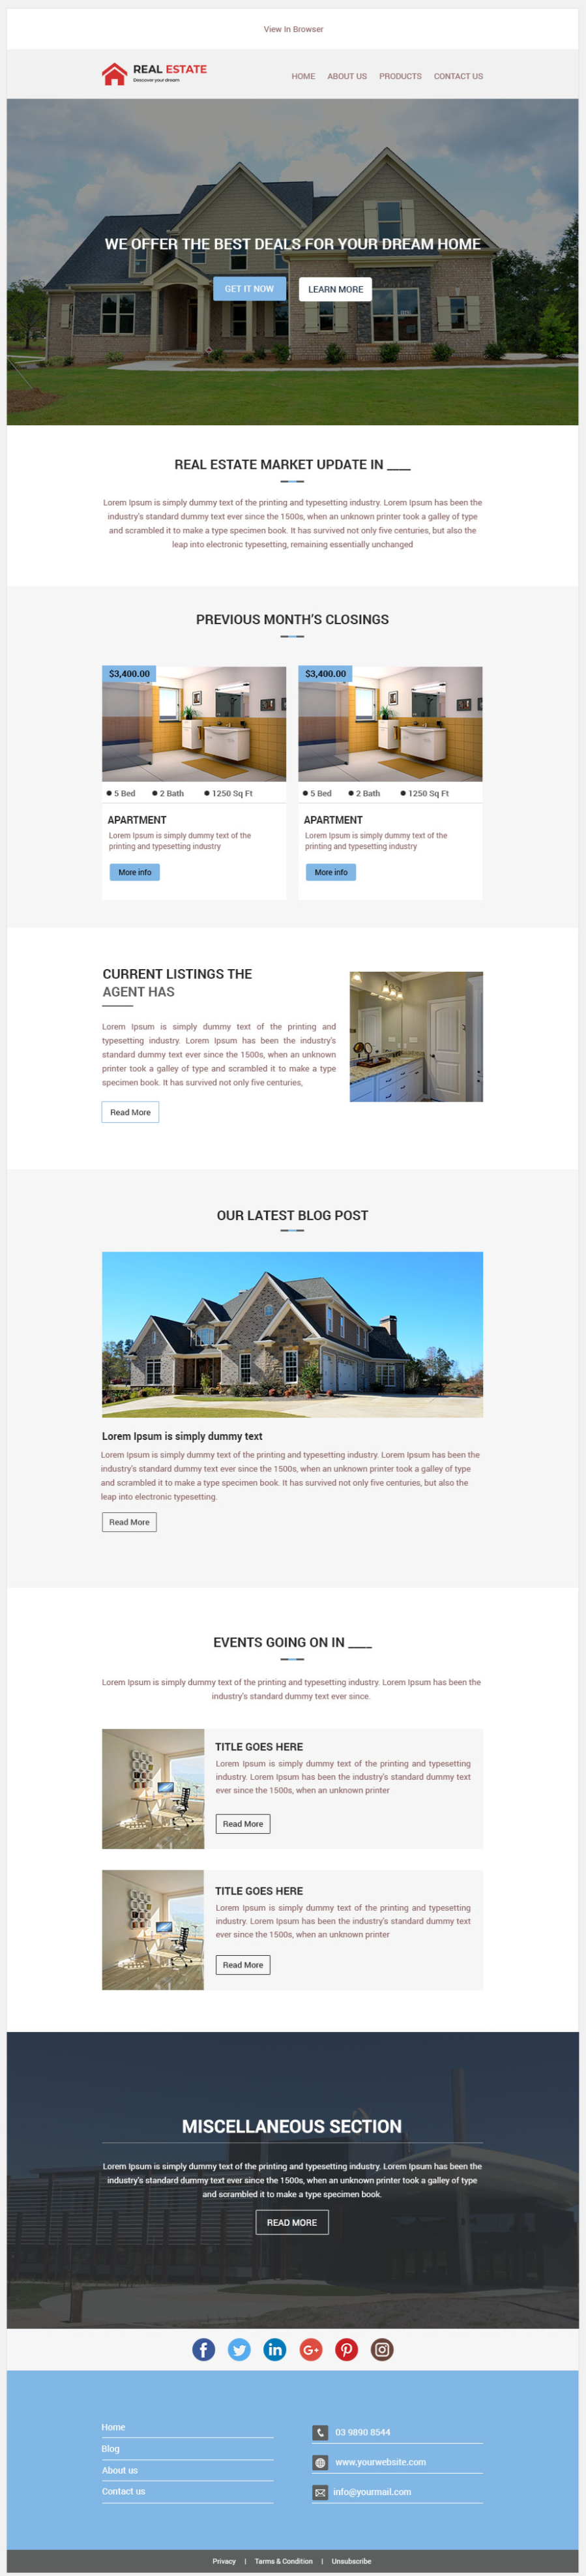 View In Browser
REAL ESTATE
Descover your dream
HOME ABOUT US PRODUCTS CONTACT US
WE OFFER THE BEST DEALS FOR YOUR DREAM HOME
GET IT NOW LEARN MORE
REAL ESTATE MARKET UPDATE IN ____
Lorem Ipsum is simply dummy text of the printing and typesetting industry. Lorem Ipsum has been the
industry's standard dummy text ever since the 1500s, when an unknown printer took a galley of type
and scrambled it to make a type specimen book. It has survived not only five centuries, but also the
leap into electronic typesetting, remaining essentially unchanged
PREVIOUS MONTH'S CLOSINGS
$3,400.00 $3,400.00
5 Bed 2 Bath 1250 Sq Ft 5 Bed 2 Bath 1250 Sq Ft
APARTMENT APARTMENT
Lorem Ipsum is simply dummy text of the Lorem Ipsum is simply dummy text of the
printing and typesetting industry printing and typesetting industry
More info More info
CURRENT LISTINGS THE
AGENT HAS
Lorem Ipsum is simply dummy text of the printing and
typesetting industry. Lorem Ipsum has been the industry's
standard dummy text ever since the 1500s, when an unknown
printer took a galley of type and scrambled it to make a type
specimen book. It has survived not only five centuries,
Read More
OUR LATEST BLOG POST
Lorem Ipsum is simply dummy text
Lorem Ipsum is simply dummy text of the printing and typesetting industry. Lorem Ipsum has been the
industry's standard dummy text ever since the 1500s, when an unknown printer took a galley of type
and scrambled it to make a type specimen book. It has survived not only five centuries, but also the
leap into electronic typesetting.
Read More
EVENTS GOING ON IN ____
Lorem Ipsum is simply dummy text of the printing and typesetting industry. Lorem Ipsum has been the
industry's standard dummy text ever since.
TITLE GOES HERE
Lorem Ipsum is simply dummy text of the printing and typesetting
industry. Lorem Ipsum has been the industry's standard dummy text
ever since the 1500s, when an unknown printer
Read More
TITLE GOES HERE
Lorem Ipsum is simply dummy text of the printing and typesetting
industry. Lorem Ipsum has been the industry's standard dummy text
ever since the 1500s, when an unknown printer
Read More
MISCELLANEOUS SECTION
Lorem Ipsum is simply dummy text of the printing and typesetting industry. Lorem Ipsum has been the
industry's standard dummy text ever since the 1500s, when an unknown printer took a galley of type
and scrambled it to make a type specimen book.
READ MORE
f in G+
Home
Blog
About us
Contact us
03 9890 8544
www.yourwebsite.com
info@yourmail.com
Privacy | Tarms & Condition | Unsubscribe